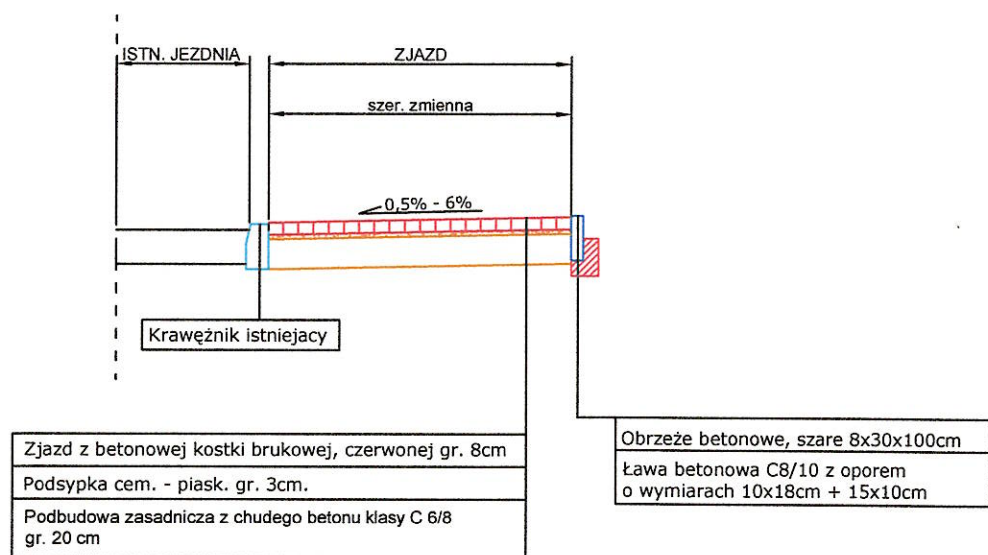 ISTN. JEZDNIA
ZJAZD
szer. zmienna
0,5% - 6%
Krawężnik istniejacy
Zjazd z betonowej kostki brukowej, czerwonej gr. 8cm
Podsypka cem. - piask. gr. 3cm.
Podbudowa zasadnicza z chudego betonu klasy C 6/8
gr. 20 cm
Obrzeże betonowe, szare 8x30x100cm
Ława betonowa C8/10 z oporem
o wymiarach 10x18cm + 15x10cm